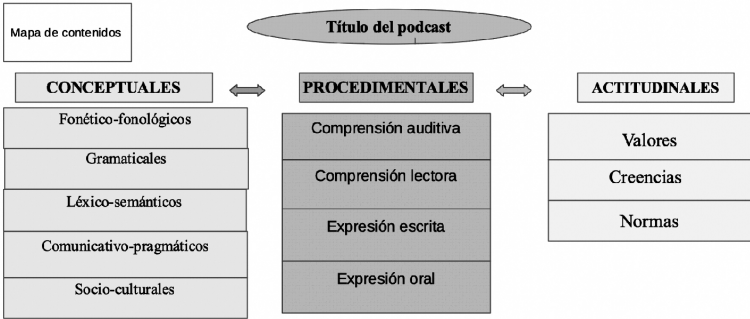 Mapa de contenidos
Título del podcast
CONCEPTUALES
Fonético-fonológicos
Gramaticales
Léxico-semánticos
Comunicativo-pragmáticos
Socio-culturales
PROCEDIMENTALES
Comprensión auditiva
Comprensión lectora
Expresión escrita
Expresión oral
ACTITUDINALES
Valores
Creencias
Normas